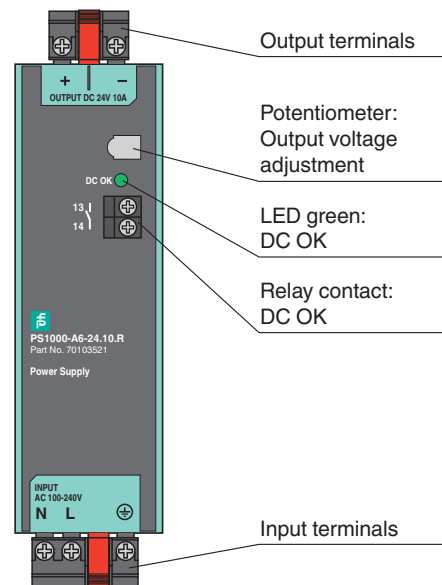 Output terminals
+ −
OUTPUT DC 24V 10A
Potentiometer:
Output voltage
adjustment
DC OK
LED green:
DC OK
13
14
Relay contact:
DC OK
PS1000-A6-24.10.R
Part No. 70103521
Power Supply
INPUT
AC 100-240V
N L
Input terminals